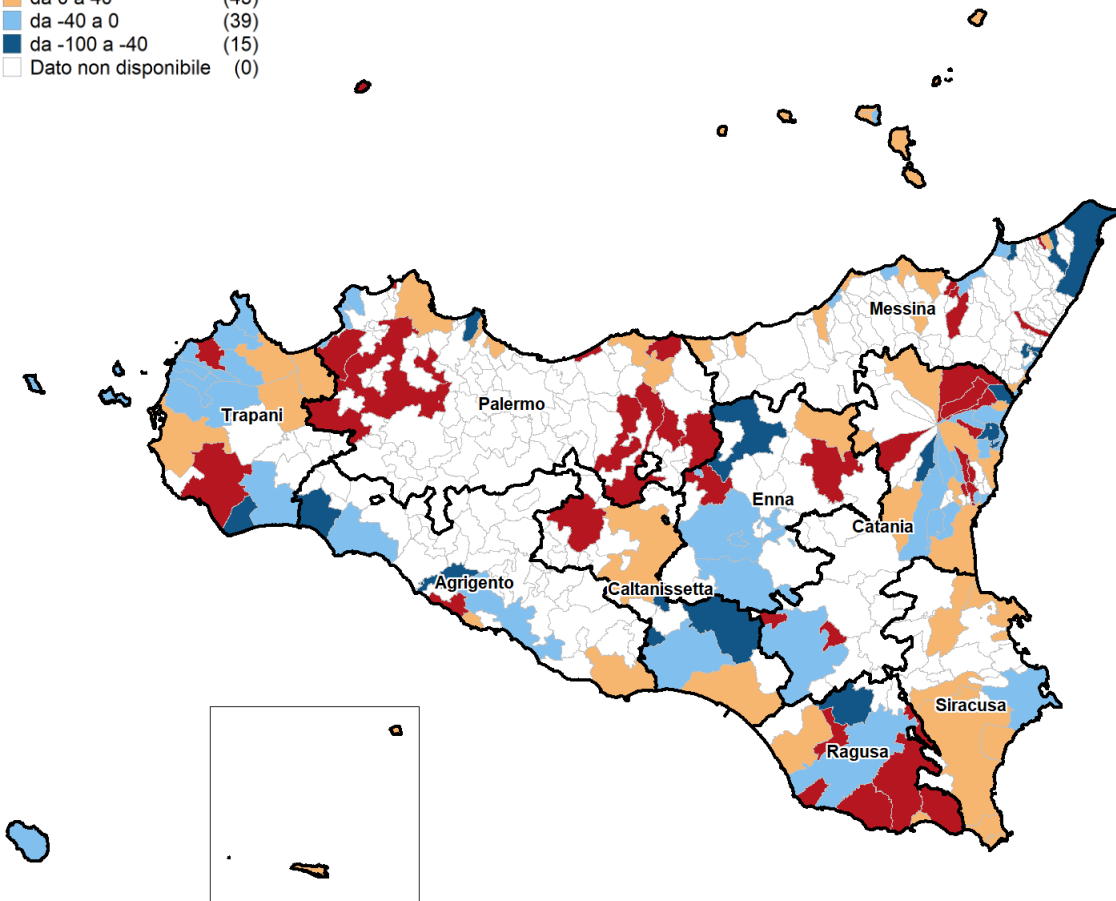 da -40 a 0 (39)
da -100 a -40 (15)
Dato non disponibile (0)
Messina
Palermo
Trapani
Enna
Catania
Agrigento
Caltanissetta
Siracusa
Ragusa